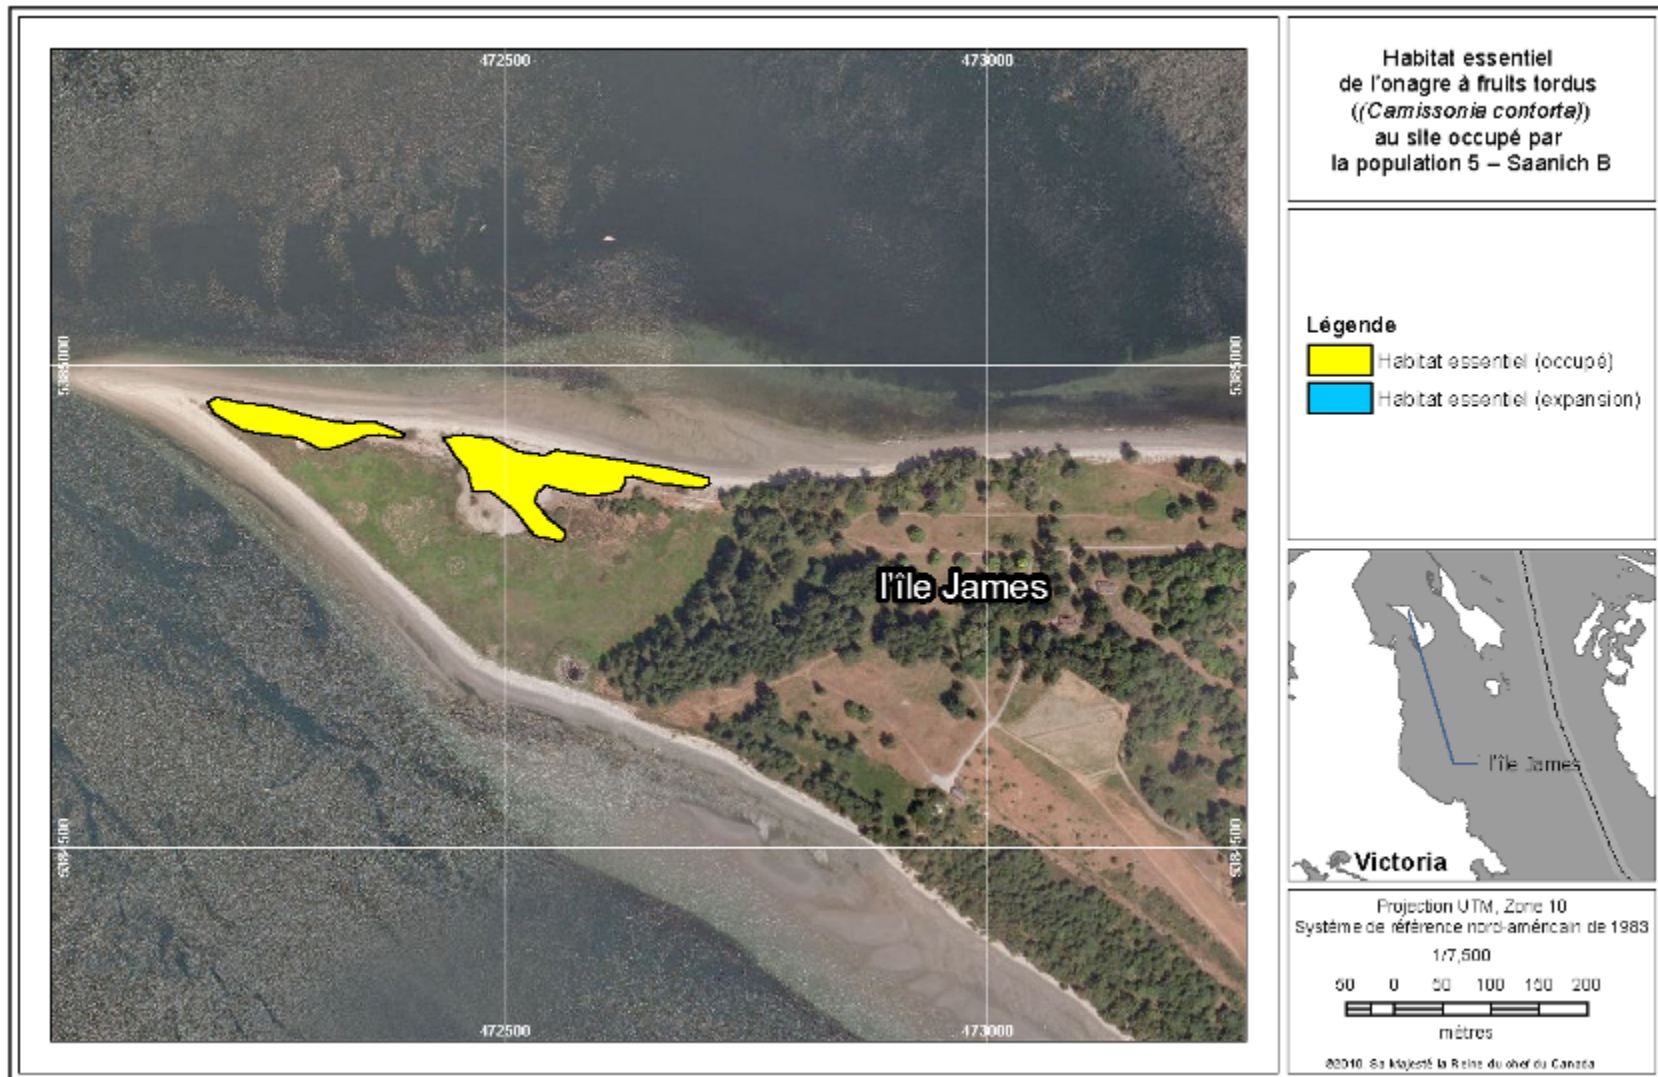 472500
473000
5385000
5385000
l'île James
5384500
5384500
472500
473000
Habitat essentiel
de l'onagre à fruits tordus
((Camissonia contorta))
au site occupé par
la population 5 – Saanich B
Légende
Habitat essentiel (occupé)
Habitat essentiel (expansion)
l'île James
Victoria
Projection UTM, Zone 10
Système de référence nord-américain de 1983
1/7,500
50 0 50 100 150 200
mètres
©2010. Sa Majesté la Reine du chef du Canada